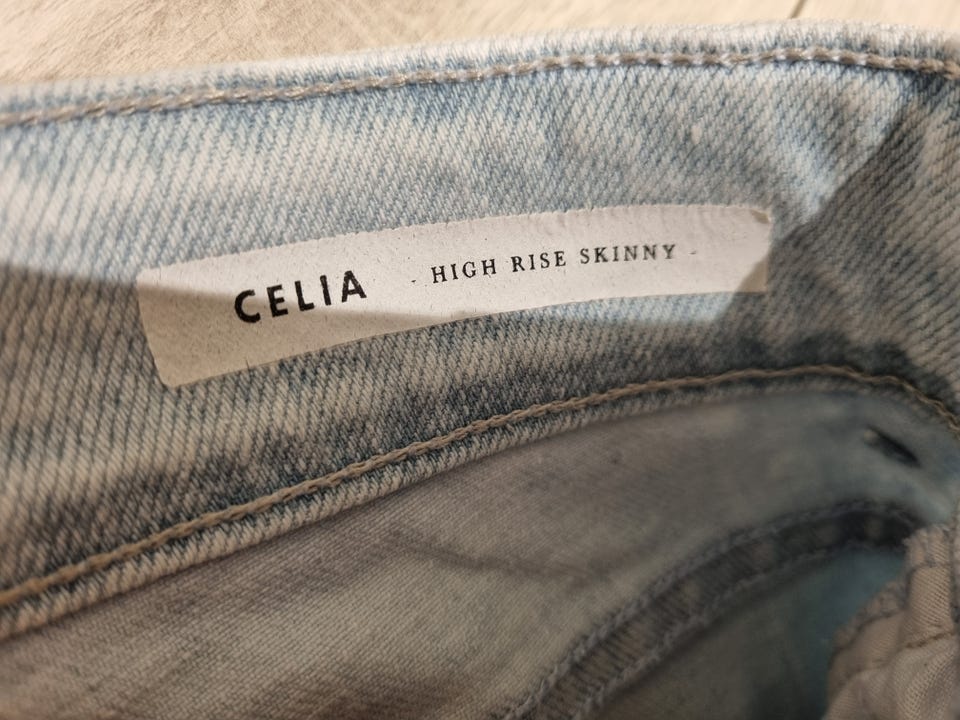 CELIA - HIGH RISE SKINNY -